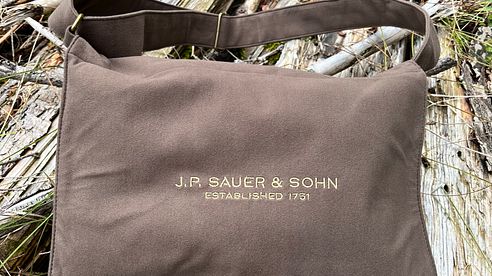 J.P. SAUER & SOHN
ESTABLISHED 1751